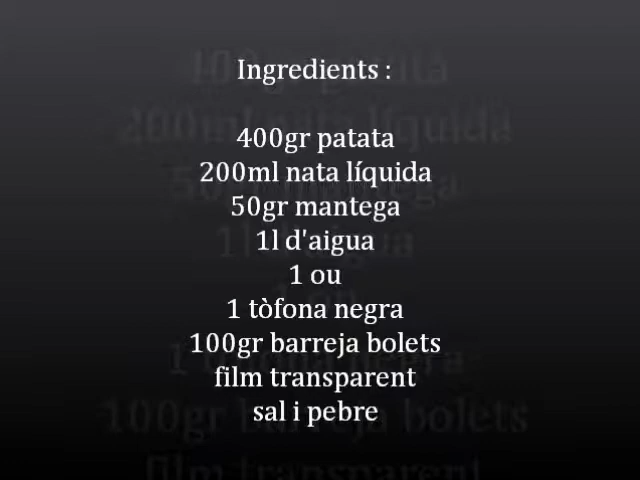 Ingredients :
400gr patata
200ml nata líquida
50gr mantega
1l d'aigua
1 ou
1 tòfona negra
100gr barreja bolets
film transparent
sal i pebre